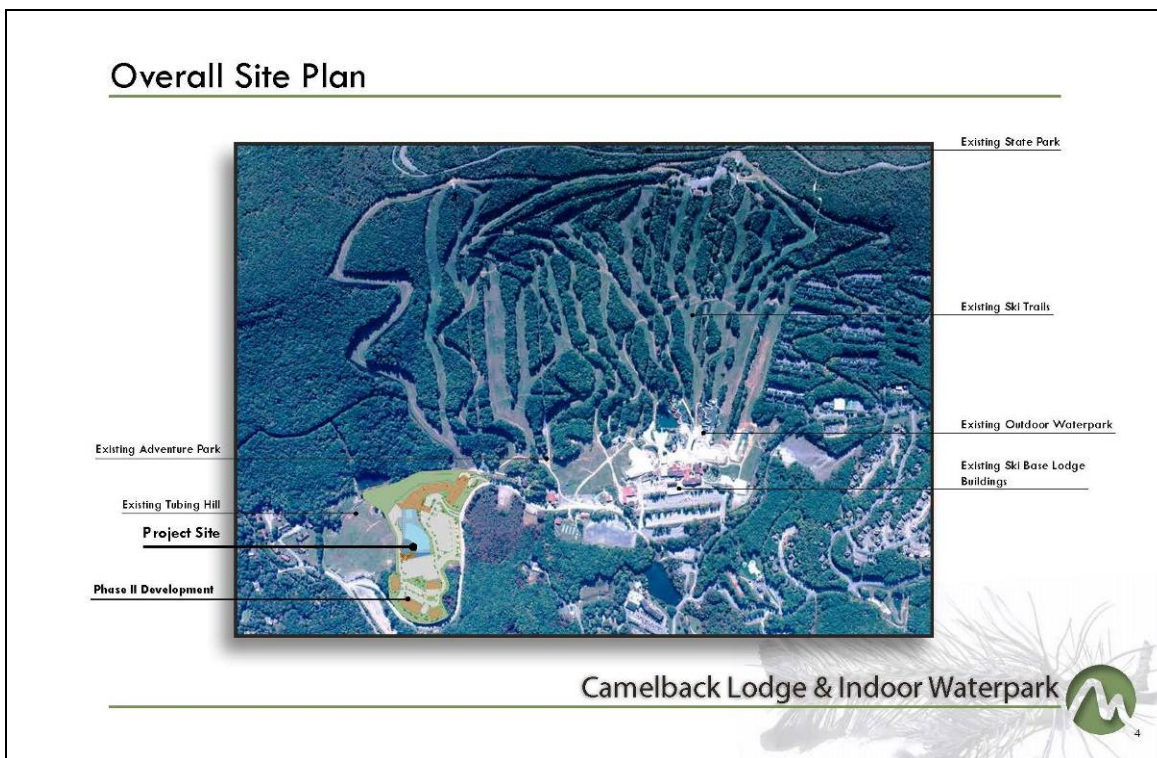 Overall Site Plan
Existing State Park
Existing Ski Trails
Existing Outdoor Waterpark
Existing Ski Base Lodge
Buildings
Existing Adventure Park
Existing Tubing Hill
Project Site
Phase II Development
Camelback Lodge & Indoor Waterpark
4